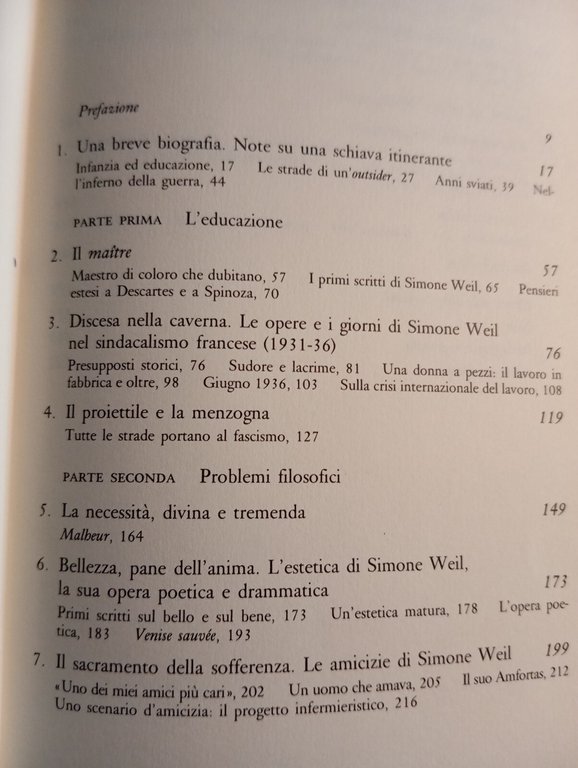 Prefazione 9
1. Una breve biografia. Note su una schiava itinerante 17
Infanzia ed educazione, 17 Le strade di un'outsider, 27 Anni sviati, 39 Nel-
l'inferno della guerra, 44
PARTE PRIMA L'educazione
2. Il maître 57
Maestro di coloro che dubitano, 57 I primi scritti di Simone Weil, 65 Pensieri
estesi a Descartes e a Spinoza, 70
3. Discesa nella caverna. Le opere e i giorni di Simone Weil
nel sindacalismo francese (1931-36) 76
Presupposti storici, 76 Sudore e lacrime, 81 Una donna a pezzi: il lavoro in
fabbrica e oltre, 98 Giugno 1936, 103 Sulla crisi internazionale del lavoro, 108
4. Il proiettile e la menzogna 119
Tutte le strade portano al fascismo, 127
PARTE SECONDA Problemi filosofici
5. La necessità, divina e tremenda 149
Malheur, 164
6. Bellezza, pane dell'anima. L'estetica di Simone Weil,
la sua opera poetica e drammatica 173
Primi scritti sul bello e sul bene, 173 Un'estetica matura, 178 L'opera poe-
tica, 183 Venise sauvée, 193
7. Il sacramento della sofferenza. Le amicizie di Simone Weil 199
«Uno dei miei amici più cari», 202 Un uomo che amava, 205 Il suo Amfortas, 212
Uno scenario d'amicizia: il progetto infermieristico, 216